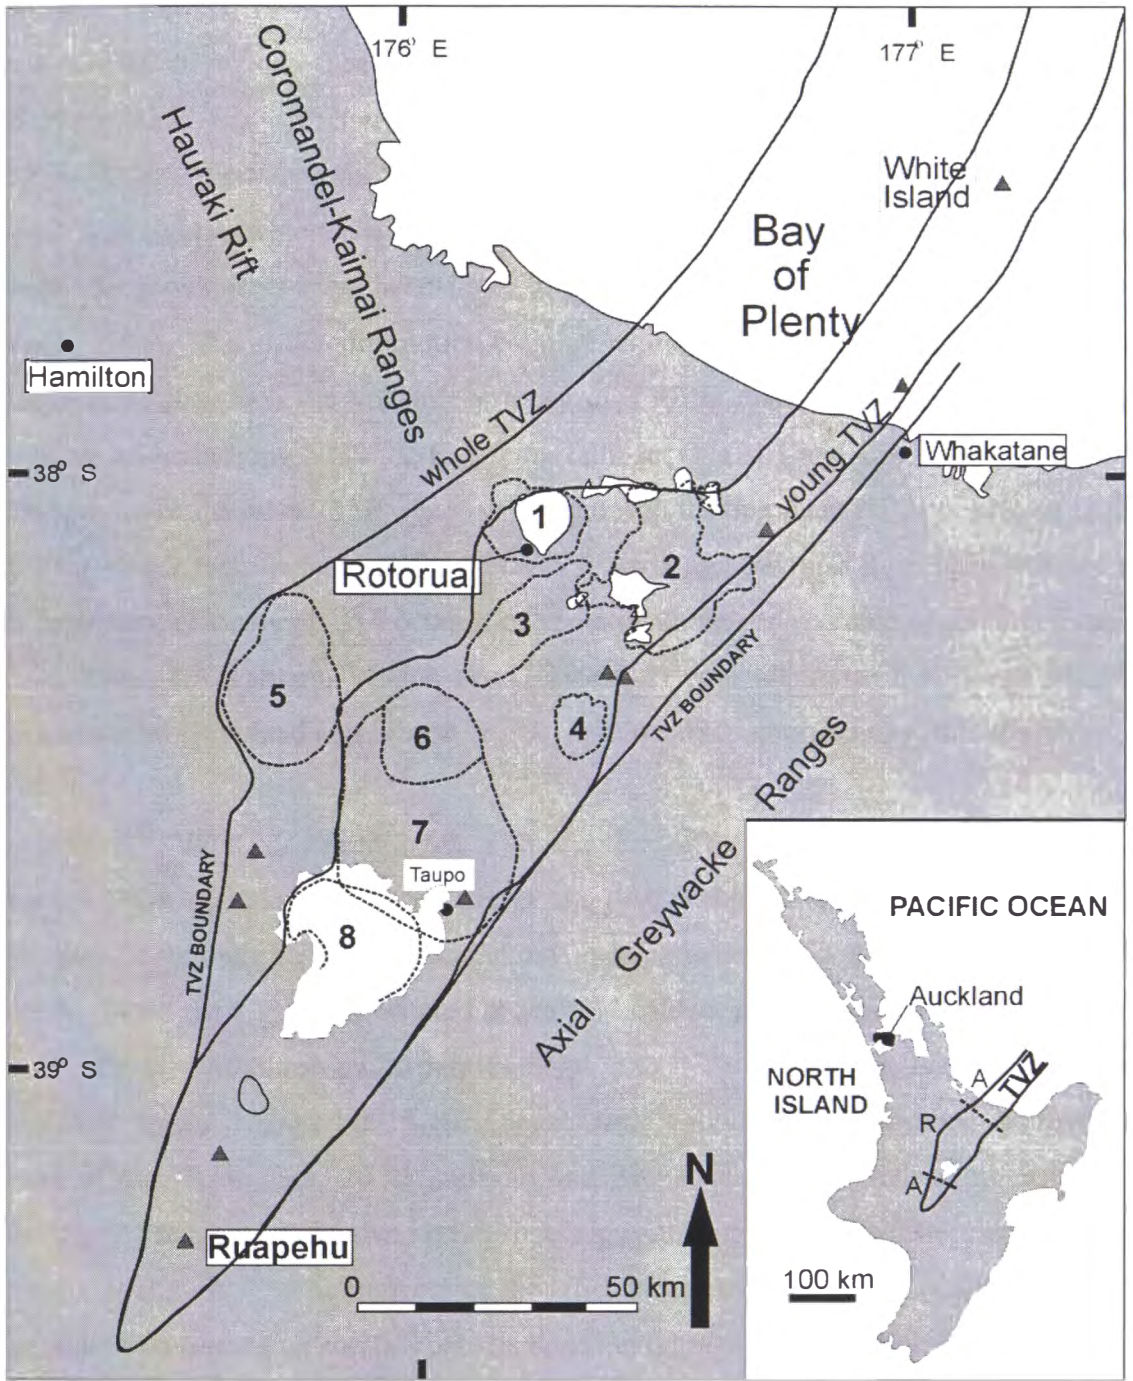 176° E
177° E
Coromandel-Kaimai Ranges
Hauraki Rift
White
Island
Bay
of
Plenty
Hamilton
whole TVZ
young TVZ
Whakatane
38° S
1
2
Rotorua
3
TVZ BOUNDARY
5
4
6
Axial Greywacke Ranges
7
Taupo
TVZ BOUNDARY
8
39° S
N
Ruapehu
0 50 km
PACIFIC OCEAN
Auckland
NORTH
ISLAND
A
TVZ
R
A
100 km